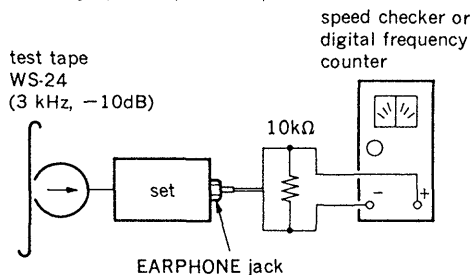 speed checker or
digital frequency
counter
test tape
WS-24
(3 kHz, −10dB)
10kΩ
set
− +
EARPHONE jack